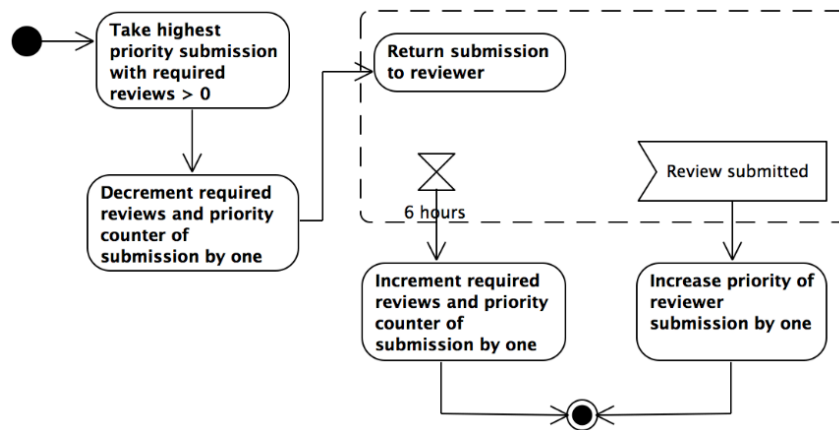 Take highest
priority submission
with required
reviews > 0
Return submission
to reviewer
Decrement required
reviews and priority
counter of
submission by one
6 hours
Review submitted
Increment required
reviews and priority
counter of
submission by one
Increase priority of
reviewer
submission by one